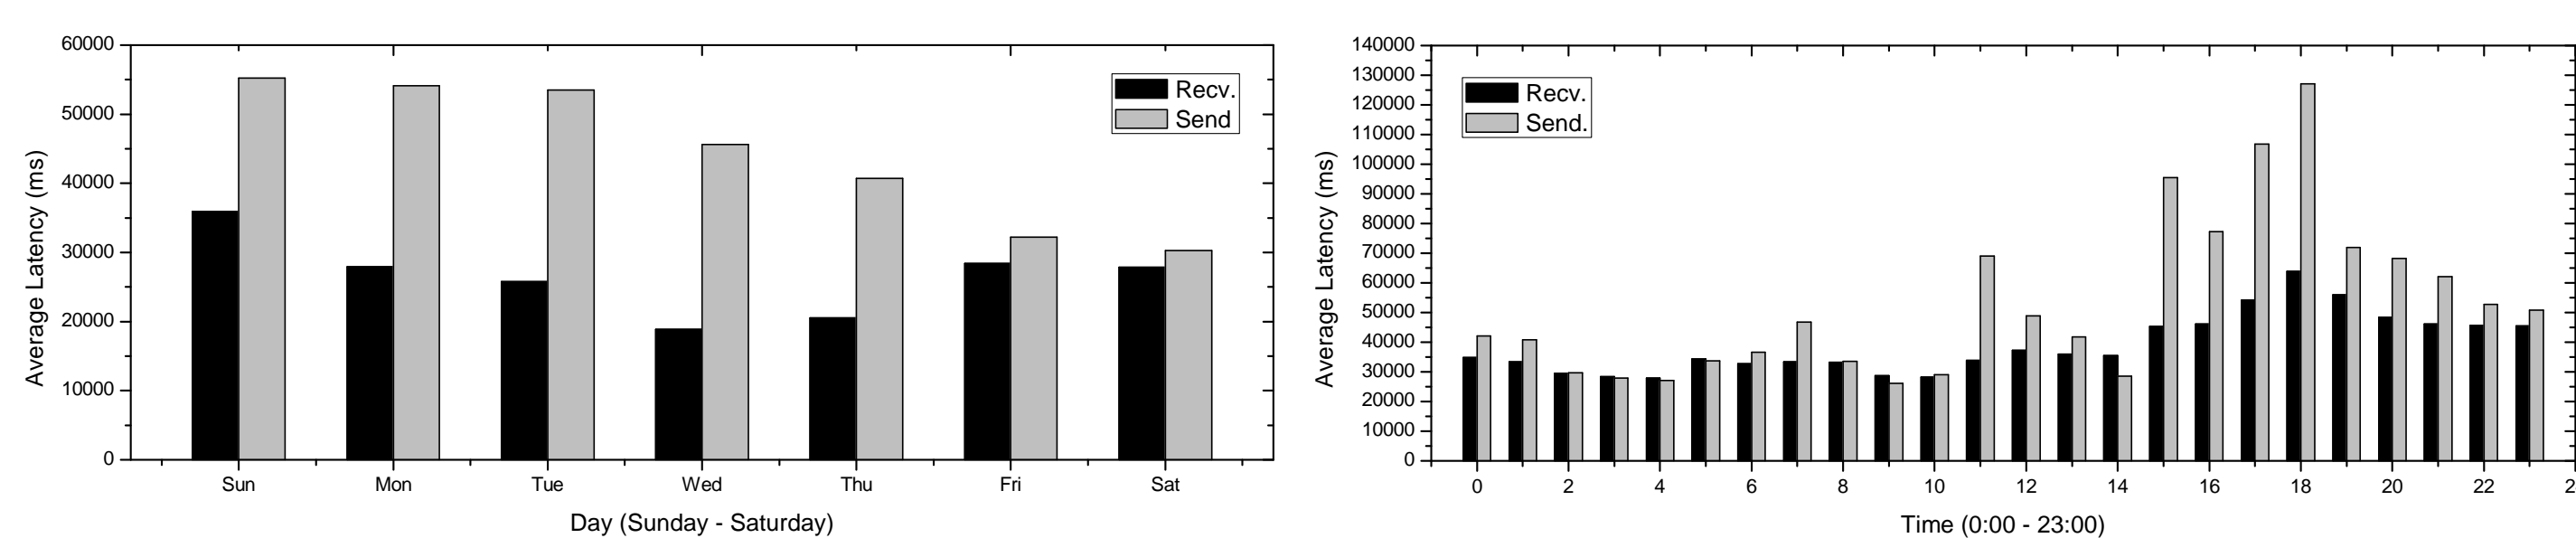 60000
50000
40000
30000
20000
10000
0
Average Latency (ms)
Recv.
Send
Sun Mon Tue Wed Thu Fri Sat
Day (Sunday - Saturday)
140000
130000
120000
110000
100000
90000
80000
70000
60000
50000
40000
30000
20000
10000
0
Average Latency (ms)
Recv.
Send.
0 2 4 6 8 10 12 14 16 18 20 22 2
Time (0:00 - 23:00)